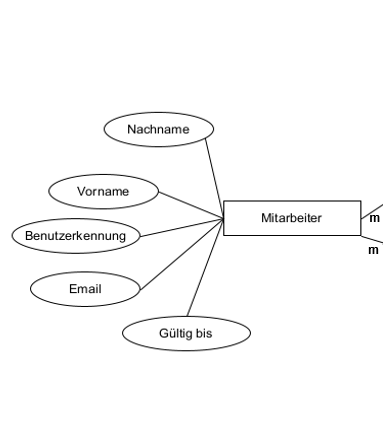 Nachname
Vorname
Mitarbeiter
m
Benutzerkennung
m
Email
Gültig bis